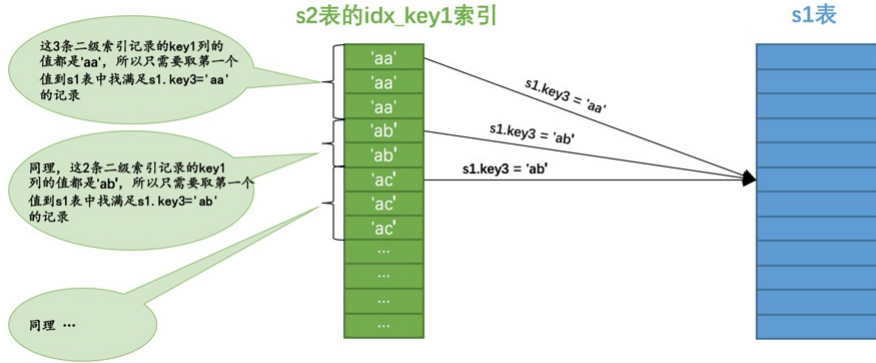 s2表的idx_key1索引
s1表
这3条二级索引记录的key1列的
值都是'aa'，所以只需要取第一个
值到s1表中找满足s1.key3='aa'
的记录
同理，这2条二级索引记录的key1
列的值都是'ab'，所以只需要取第一个
值到s1表中找满足s1.key3='ab'
的记录
同理 …
'aa'
'aa'
'aa'
'ab'
'ab'
'ac'
'ac'
'ac'
…
…
…
…
s1.key3 = 'aa'
s1.key3 = 'ab'
s1.key3 = 'ab'